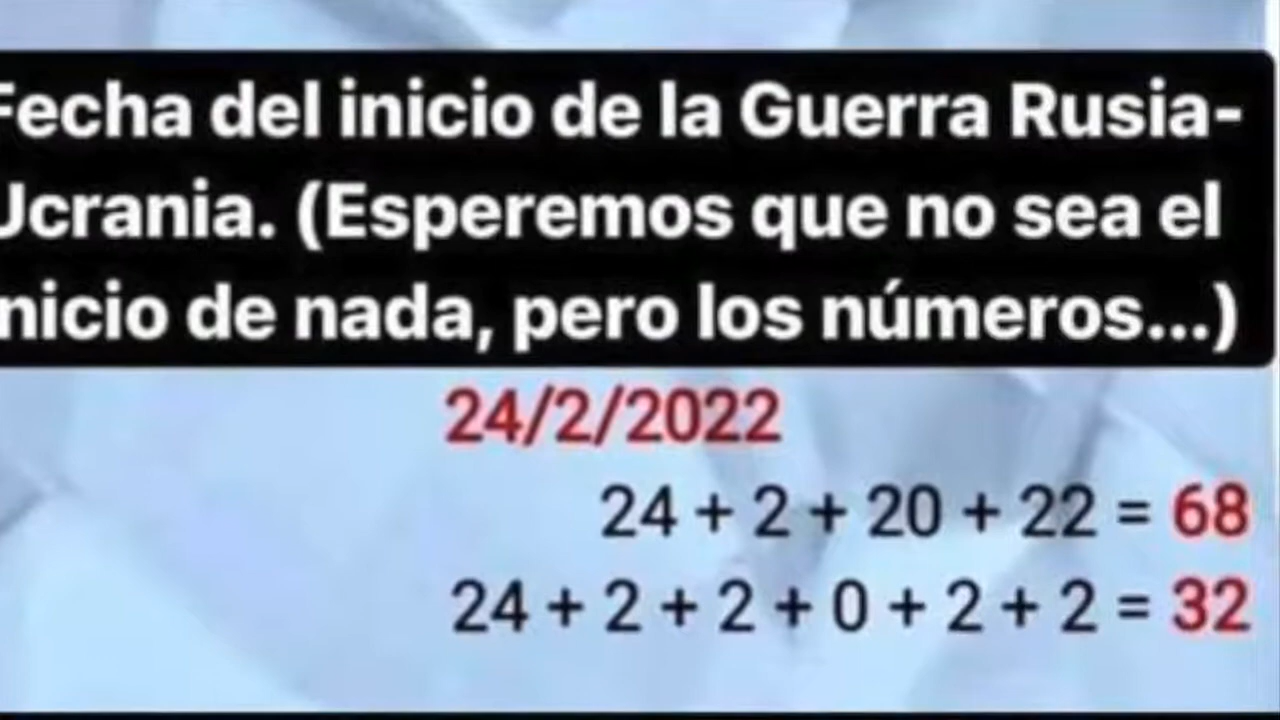 Fecha del inicio de la Guerra Rusia-
Ucrania. (Esperemos que no sea el
inicio de nada, pero los números...)
24/2/2022
24 + 2 + 20 + 22 = 68
24 + 2 + 2 + 0 + 2 + 2 = 32